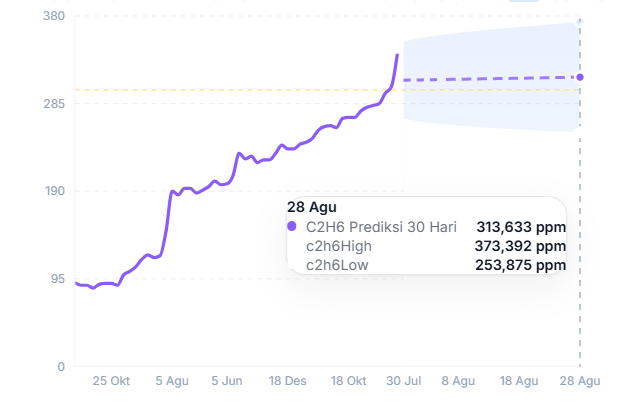 380
285
190
95
0
28 Agu
C2H6 Prediksi 30 Hari 313,633 ppm
c2h6High 373,392 ppm
c2h6Low 253,875 ppm
25 Okt 5 Agu 5 Jun 18 Des 18 Okt 30 Jul 8 Agu 18 Agu 28 Agu